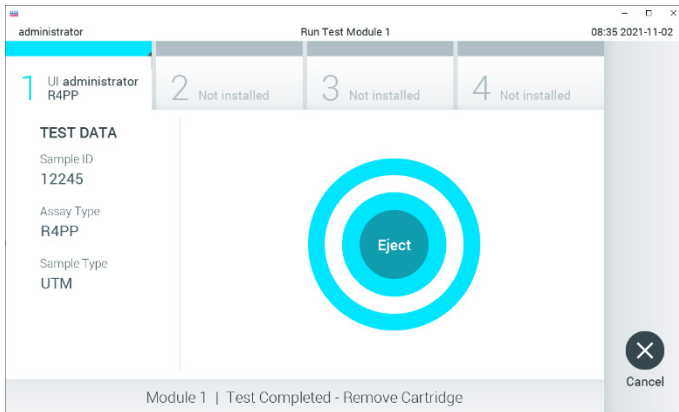 administrator
Run Test Module 1
08:35 2021-11-02
1
UI administrator
R4PP
2 Not installed
3 Not installed
4 Not installed
TEST DATA
Sample ID
12245
Assay Type
R4PP
Sample Type
UTM
Eject
Cancel
Module 1 | Test Completed - Remove Cartridge